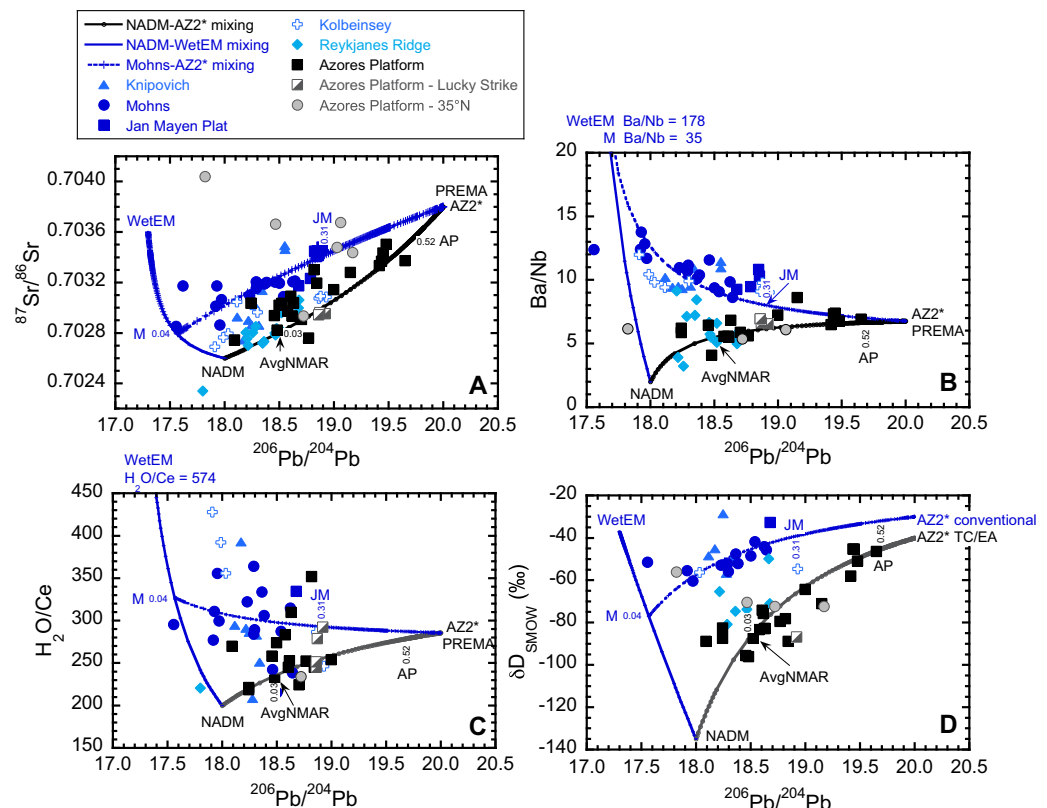 NADM-AZ2* mixing
NADM-WetEM mixing
Mohns-AZ2* mixing
Knipovich
Mohns
Jan Mayen Plat
Kolbeinsey
Reykjanes Ridge
Azores Platform
Azores Platform - Lucky Strike
Azores Platform - 35°N
0.7040
0.7036
0.7032
0.7028
0.7024
87Sr/86Sr
WetEM
PREMA
AZ2*
JM
0.31
0.52 AP
M 0.04
0.03
AvgNMAR
NADM
A
17.0 17.5 18.0 18.5 19.0 19.5 20.0
206Pb/204Pb
WetEM Ba/Nb = 178
M Ba/Nb = 35
20
15
10
5
0
Ba/Nb
JM
0.31
AZ2*
PREMA
0.52
AP
AvgNMAR
NADM
B
17.5 18.0 18.5 19.0 19.5 20.0
206Pb/204Pb
WetEM
H2O/Ce = 574
450
400
350
300
250
200
150
H2O/Ce
M 0.04
JM
0.31
AZ2*
PREMA
0.52
AP
0.03
AvgNMAR
NADM
C
17.0 17.5 18.0 18.5 19.0 19.5 20.0
206Pb/204Pb
-20
-40
-60
-80
-100
-120
-140
δDSMOW (‰)
WetEM
JM
0.31
AZ2* conventional
AZ2* TC/EA
0.52
AP
M 0.04
0.03
AvgNMAR
NADM
D
17.0 17.5 18.0 18.5 19.0 19.5 20.0
206Pb/204Pb